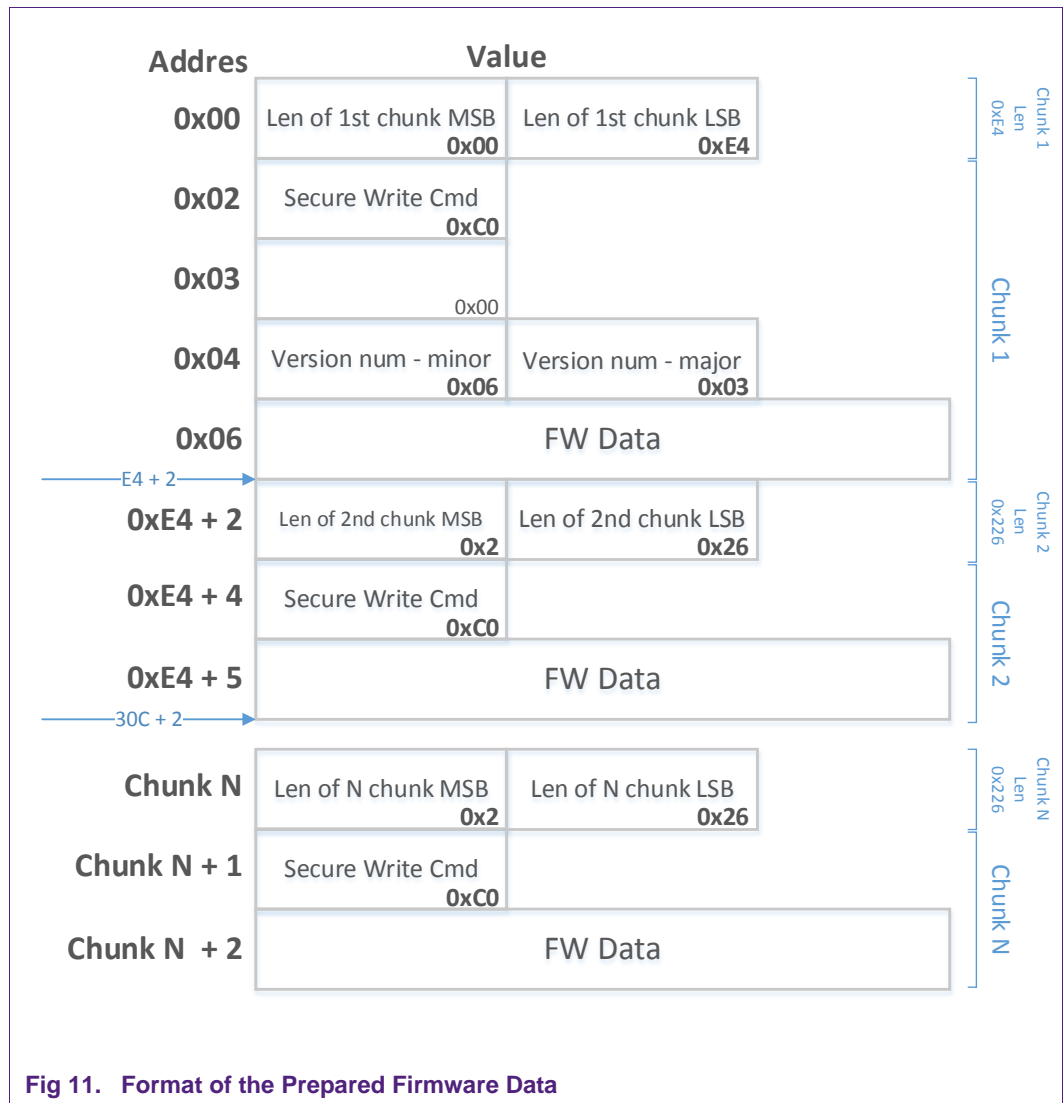 Addres Value
0x00 Len of 1st chunk MSB Len of 1st chunk LSB
0x00 0xE4
Chunk 1
Len
0xE4
0x02 Secure Write Cmd
0xC0
0x03
0x00
0x04 Version num - minor Version num - major
0x06 0x03
Chunk 1
0x06 FW Data
E4 + 2
0xE4 + 2 Len of 2nd chunk MSB Len of 2nd chunk LSB
0x2 0x26
Chunk 2
Len
0x226
0xE4 + 4 Secure Write Cmd
0xC0
Chunk 2
0xE4 + 5 FW Data
30C + 2
Chunk N Len of N chunk MSB Len of N chunk LSB
0x2 0x26
Chunk N
Len
0x226
Chunk N + 1 Secure Write Cmd
0xC0
Chunk N
Chunk N + 2 FW Data
Fig 11. Format of the Prepared Firmware Data